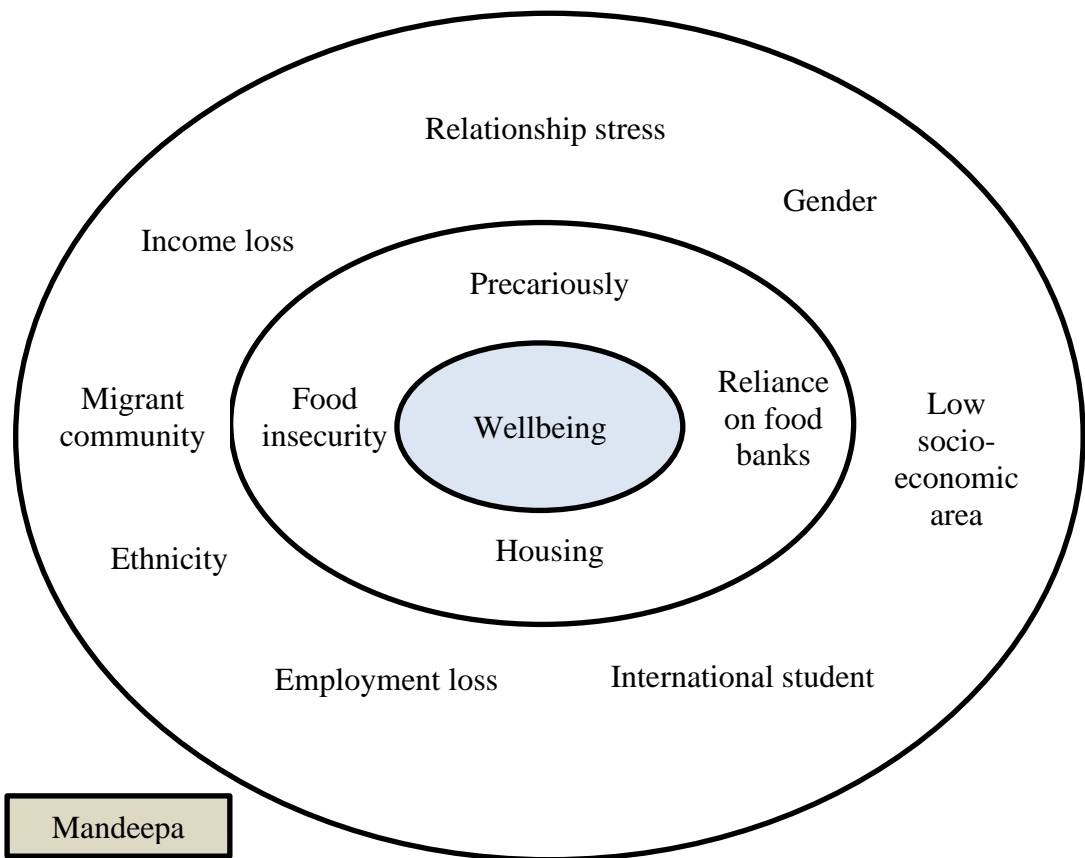 Relationship stress
Gender
Income loss
Precariously
Migrant
community
Food
insecurity
Wellbeing
Reliance
on food
banks
Low
socio-
economic
area
Ethnicity
Housing
Employment loss
International student
Mandeepa